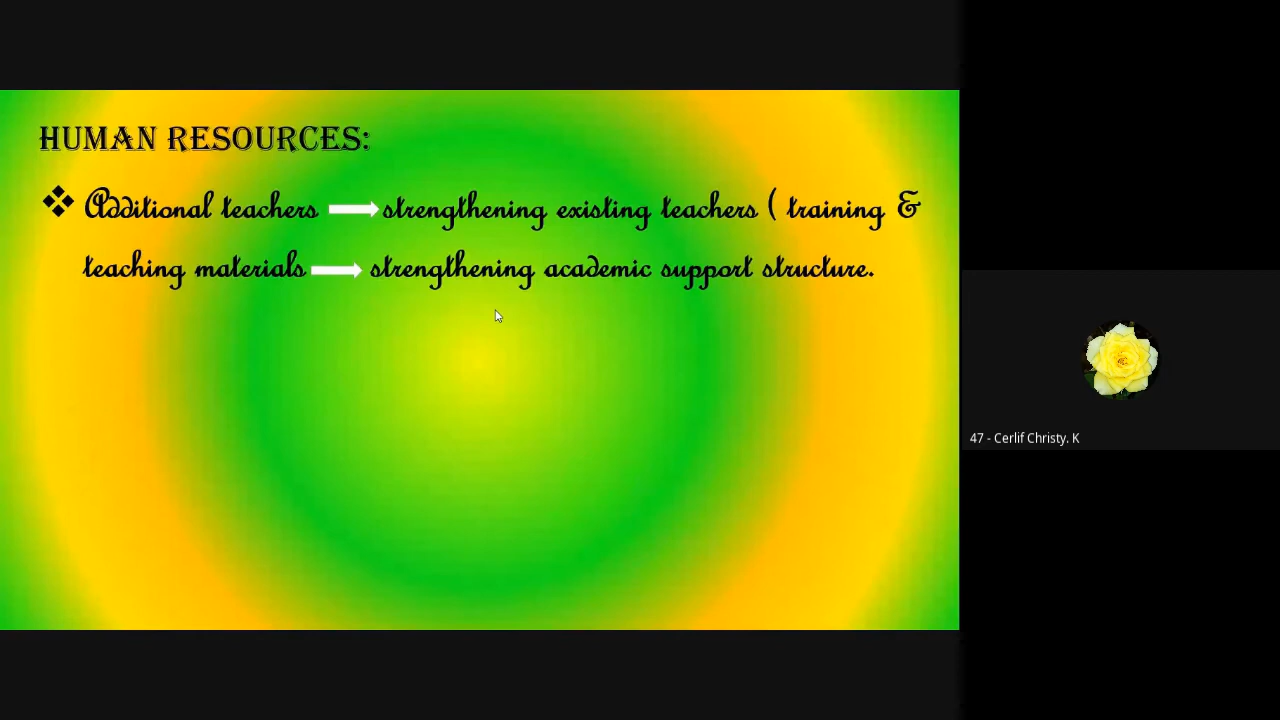 HUMAN RESOURCES:
❖ Additional teachers ➡ strengthening existing teachers ( training &
teaching materials ➡ strengthening academic support structure.
47 - Cerlif Christy. K